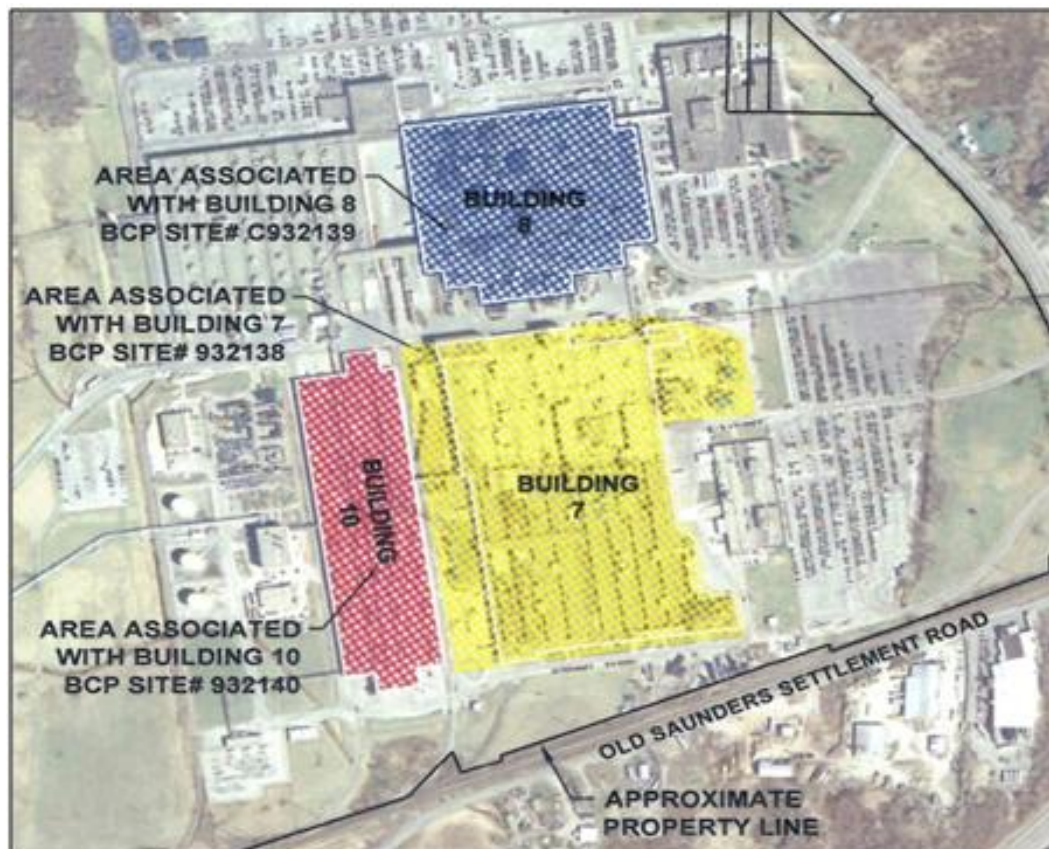 AREA ASSOCIATED
WITH BUILDING 8
BCP SITE# C932139
BUILDING
8
AREA ASSOCIATED
WITH BUILDING 7
BCP SITE# 932138
BUILDING
10
BUILDING
7
AREA ASSOCIATED
WITH BUILDING 10
BCP SITE# 932140
OLD SAUNDERS SETTLEMENT ROAD
APPROXIMATE
PROPERTY LINE